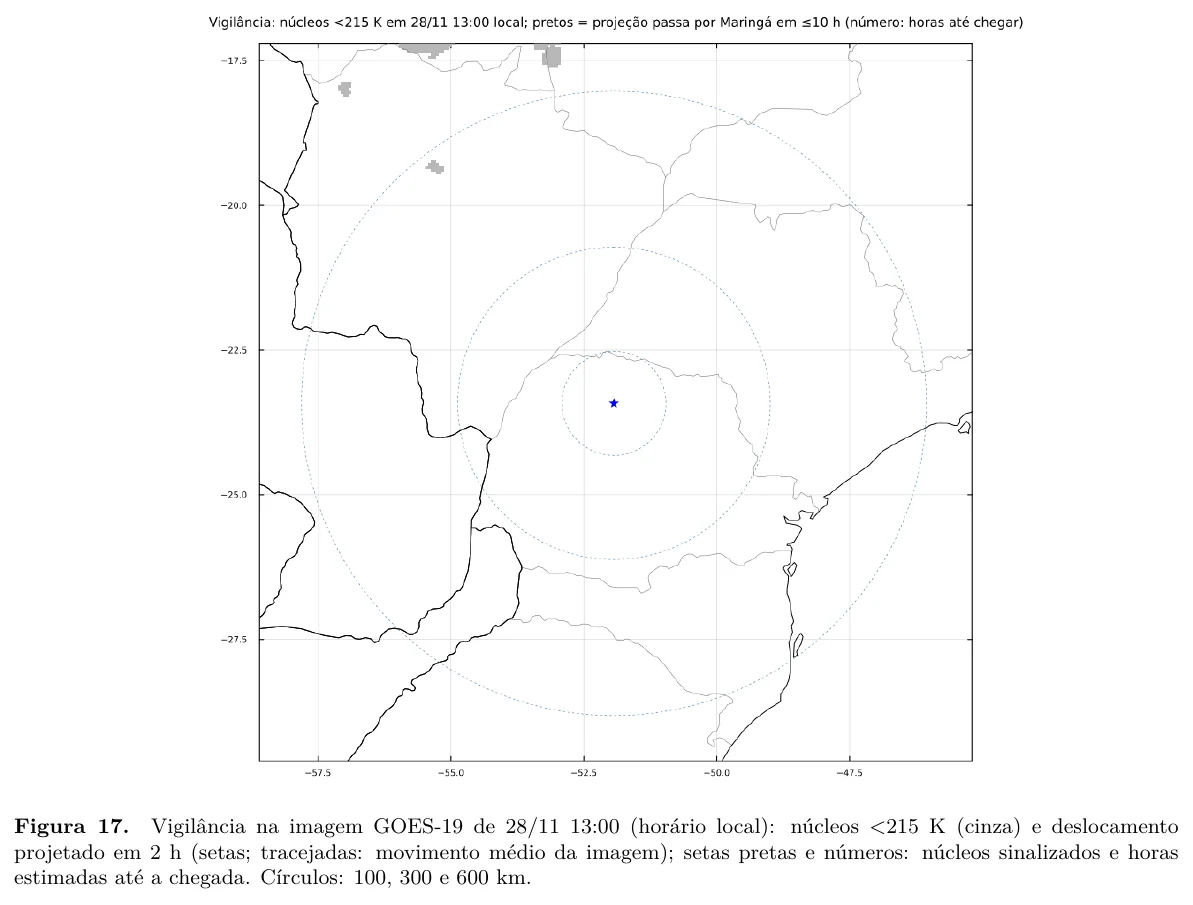 Vigilância: núcleos <215 K em 28/11 13:00 local; pretos = projeção passa por Maringá em ≤10 h (número: horas até chegar)
−17.5
−20.0
−22.5
−25.0
−27.5
−57.5 −55.0 −52.5 −50.0 −47.5
Figura 17. Vigilância na imagem GOES-19 de 28/11 13:00 (horário local): núcleos <215 K (cinza) e deslocamento
projetado em 2 h (setas; tracejadas: movimento médio da imagem); setas pretas e números: núcleos sinalizados e horas
estimadas até a chegada. Círculos: 100, 300 e 600 km.